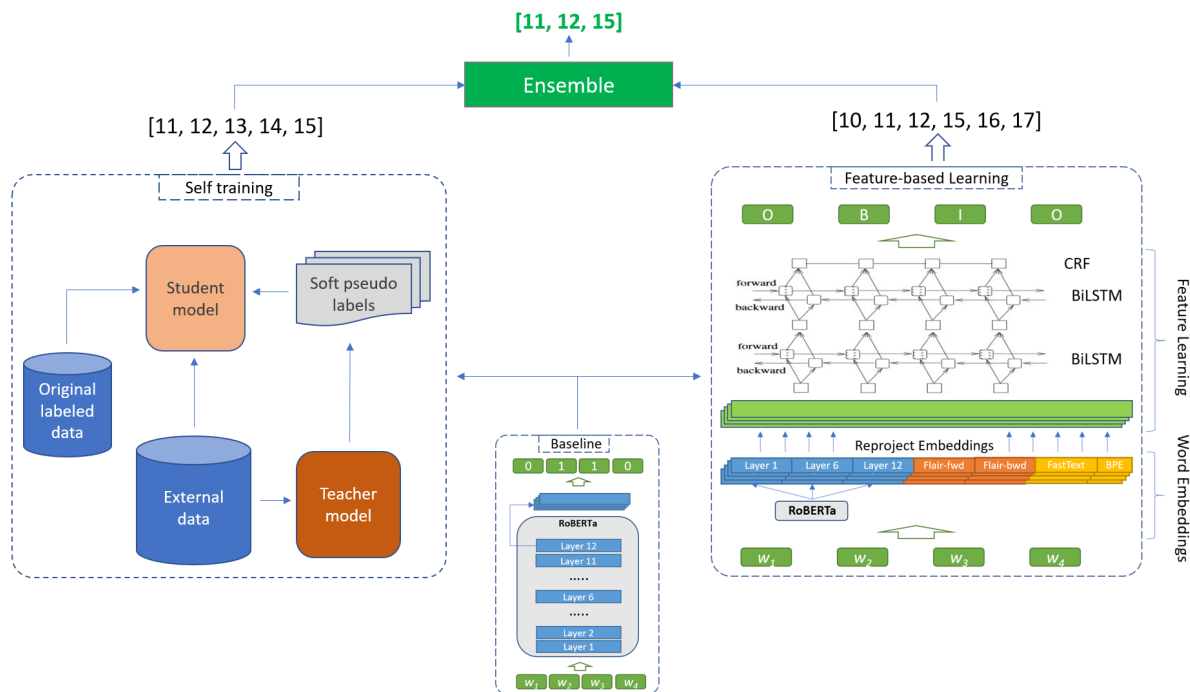 [11, 12, 15]
Ensemble
[11, 12, 13, 14, 15]
[10, 11, 12, 15, 16, 17]
Self training
Student
model
Soft pseudo
labels
Original
labeled
data
External
data
Teacher
model
Baseline
0 1 1 0
RoBERTa
Layer 12
Layer 11
.....
Layer 6
.....
Layer 2
Layer 1
w1 w2 w3 w4
Feature-based Learning
O B I O
CRF
forward
BiLSTM
backward
forward
BiLSTM
backward
Reproject Embeddings
Layer 1 Layer 6 Layer 12 Flair-fwd Flair-bwd FastText BPE
RoBERTa
w1 w2 w3 w4
Feature Learning
Word Embeddings